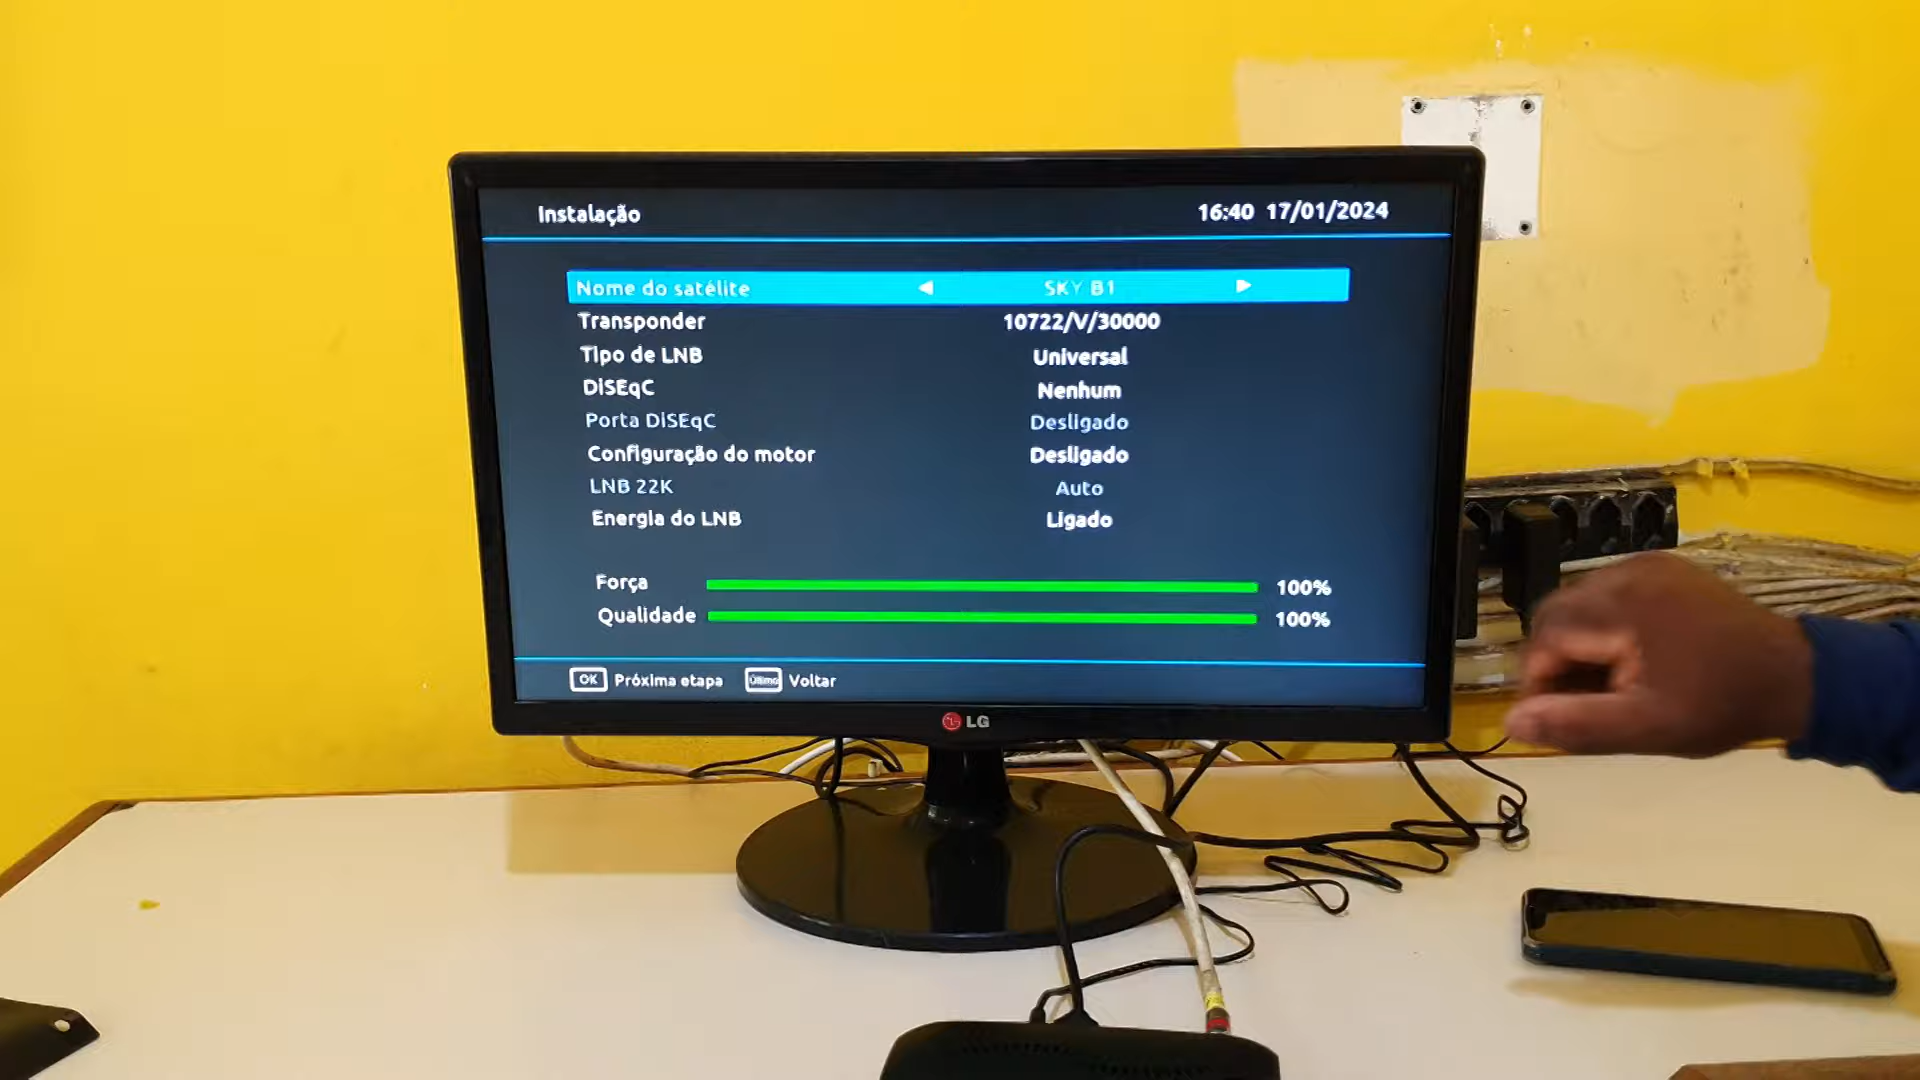 Instalação 16:40 17/01/2024
Nome do satélite SKY B1
Transponder 10722/V/30000
Tipo de LNB Universal
DiSEqC Nenhum
Porta DiSEqC Desligado
Configuração do motor Desligado
LNB 22K Auto
Energia do LNB Ligado
Força 100%
Qualidade 100%
OK Próxima etapa Último Voltar
LG